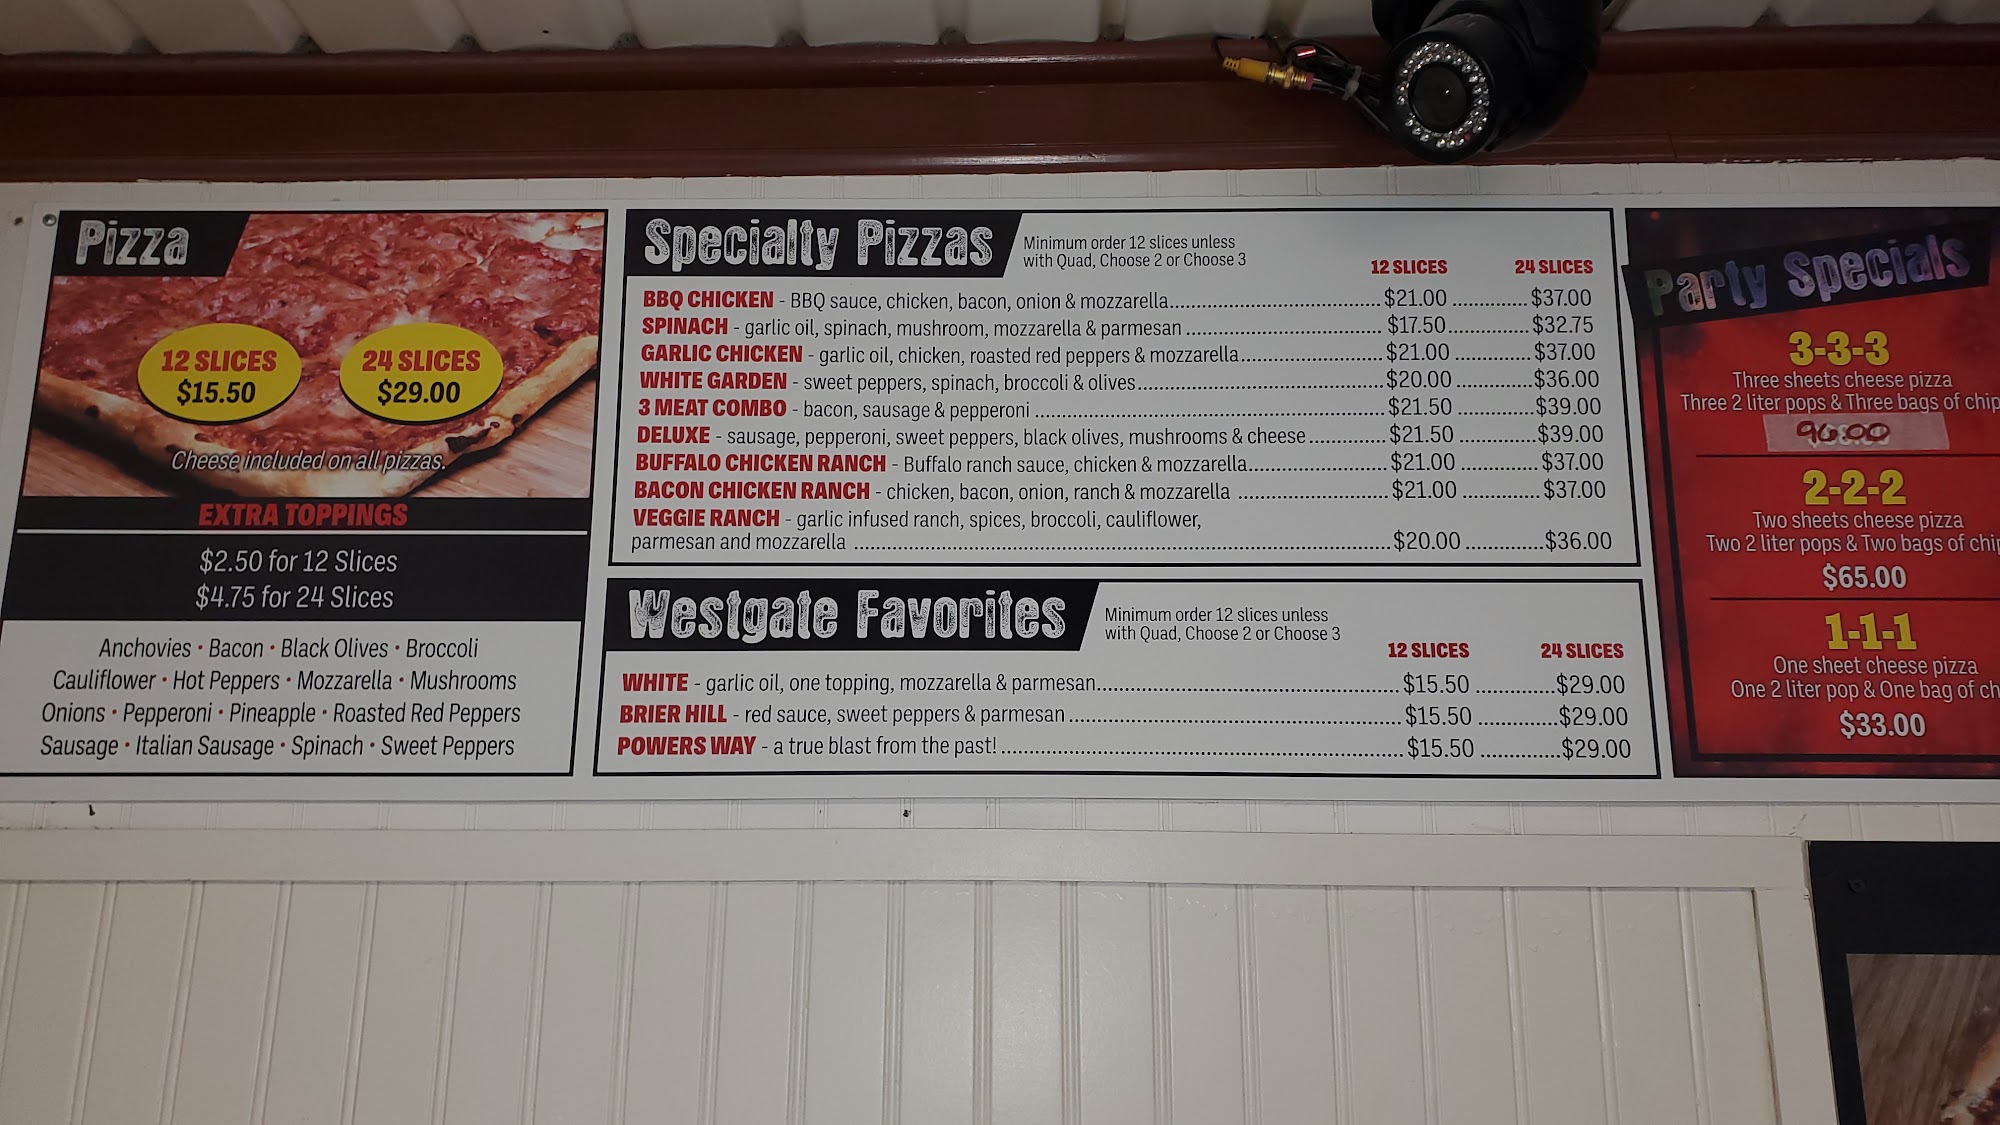 Pizza
12 SLICES
$15.50
24 SLICES
$29.00
Cheese included on all pizzas.
EXTRA TOPPINGS
$2.50 for 12 Slices
$4.75 for 24 Slices
Anchovies • Bacon • Black Olives • Broccoli
Cauliflower • Hot Peppers • Mozzarella • Mushrooms
Onions • Pepperoni • Pineapple • Roasted Red Peppers
Sausage • Italian Sausage • Spinach • Sweet Peppers
Specialty Pizzas
Minimum order 12 slices unless
with Quad, Choose 2 or Choose 3
12 SLICES 24 SLICES
BBQ CHICKEN - BBQ sauce, chicken, bacon, onion & mozzarella $21.00 $37.00
SPINACH - garlic oil, spinach, mushroom, mozzarella & parmesan $17.50 $32.75
GARLIC CHICKEN - garlic oil, chicken, roasted red peppers & mozzarella $21.00 $37.00
WHITE GARDEN - sweet peppers, spinach, broccoli & olives $20.00 $36.00
3 MEAT COMBO - bacon, sausage & pepperoni $21.50 $39.00
DELUXE - sausage, pepperoni, sweet peppers, black olives, mushrooms & cheese $21.50 $39.00
BUFFALO CHICKEN RANCH - Buffalo ranch sauce, chicken & mozzarella $21.00 $37.00
BACON CHICKEN RANCH - chicken, bacon, onion, ranch & mozzarella $21.00 $37.00
VEGGIE RANCH - garlic infused ranch, spices, broccoli, cauliflower,
parmesan and mozzarella $20.00 $36.00
Westgate Favorites
Minimum order 12 slices unless
with Quad, Choose 2 or Choose 3
12 SLICES 24 SLICES
WHITE - garlic oil, one topping, mozzarella & parmesan $15.50 $29.00
BRIER HILL - red sauce, sweet peppers & parmesan $15.50 $29.00
POWERS WAY - a true blast from the past! $15.50 $29.00
Party Specials
3-3-3
Three sheets cheese pizza
Three 2 liter pops & Three bags of chip
96.00
2-2-2
Two sheets cheese pizza
Two 2 liter pops & Two bags of chip
$65.00
1-1-1
One sheet cheese pizza
One 2 liter pop & One bag of ch
$33.00